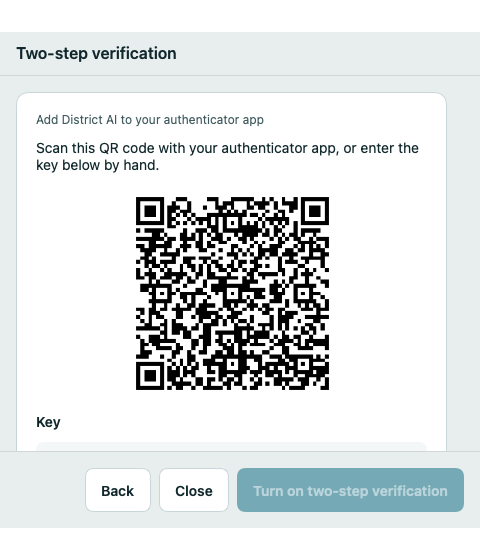 Two-step verification
Add District AI to your authenticator app
Scan this QR code with your authenticator app, or enter the
key below by hand.
Key
Back
Close
Turn on two-step verification